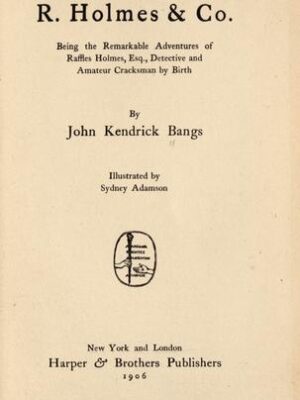 R. Holmes & Co.
Being the Remarkable Adventures of
Raffles Holmes, Esq., Detective and
Amateur Cracksman by Birth
By
John Kendrick Bangs
Illustrated by
Sydney Adamson
New York and London
Harper & Brothers Publishers
1906